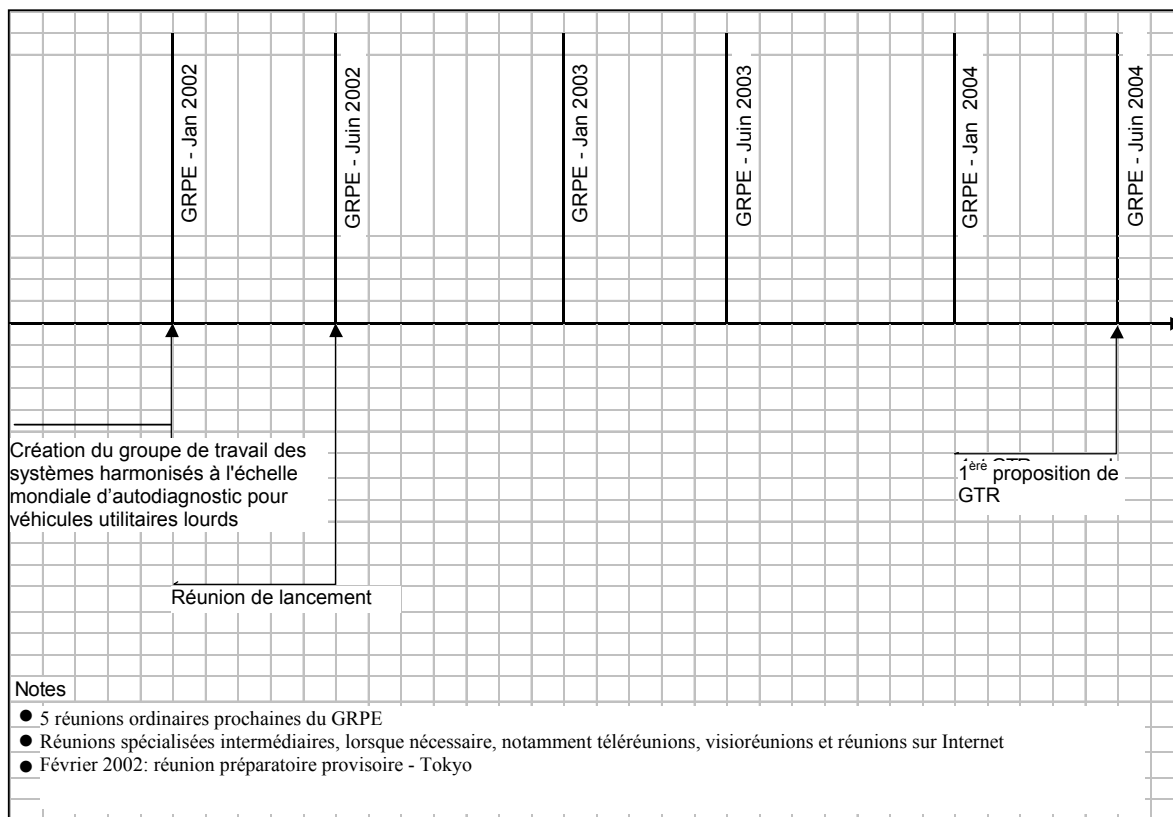 GRPE - Jan 2002
GRPE - Juin 2002
GRPE - Jan 2003
GRPE - Juin 2003
GRPE - Jan  2004
GRPE - Juin 2004
Création du groupe de travail des
systèmes harmonisés à l'échelle
mondiale d’autodiagnostic pour
véhicules utilitaires lourds
1ère proposition de
GTR
Réunion de lancement
Notes
● 5 réunions ordinaires prochaines du GRPE
● Réunions spécialisées intermédiaires, lorsque nécessaire, notamment téléréunions, visioréunions et réunions sur Internet
● Février 2002: réunion préparatoire provisoire - Tokyo